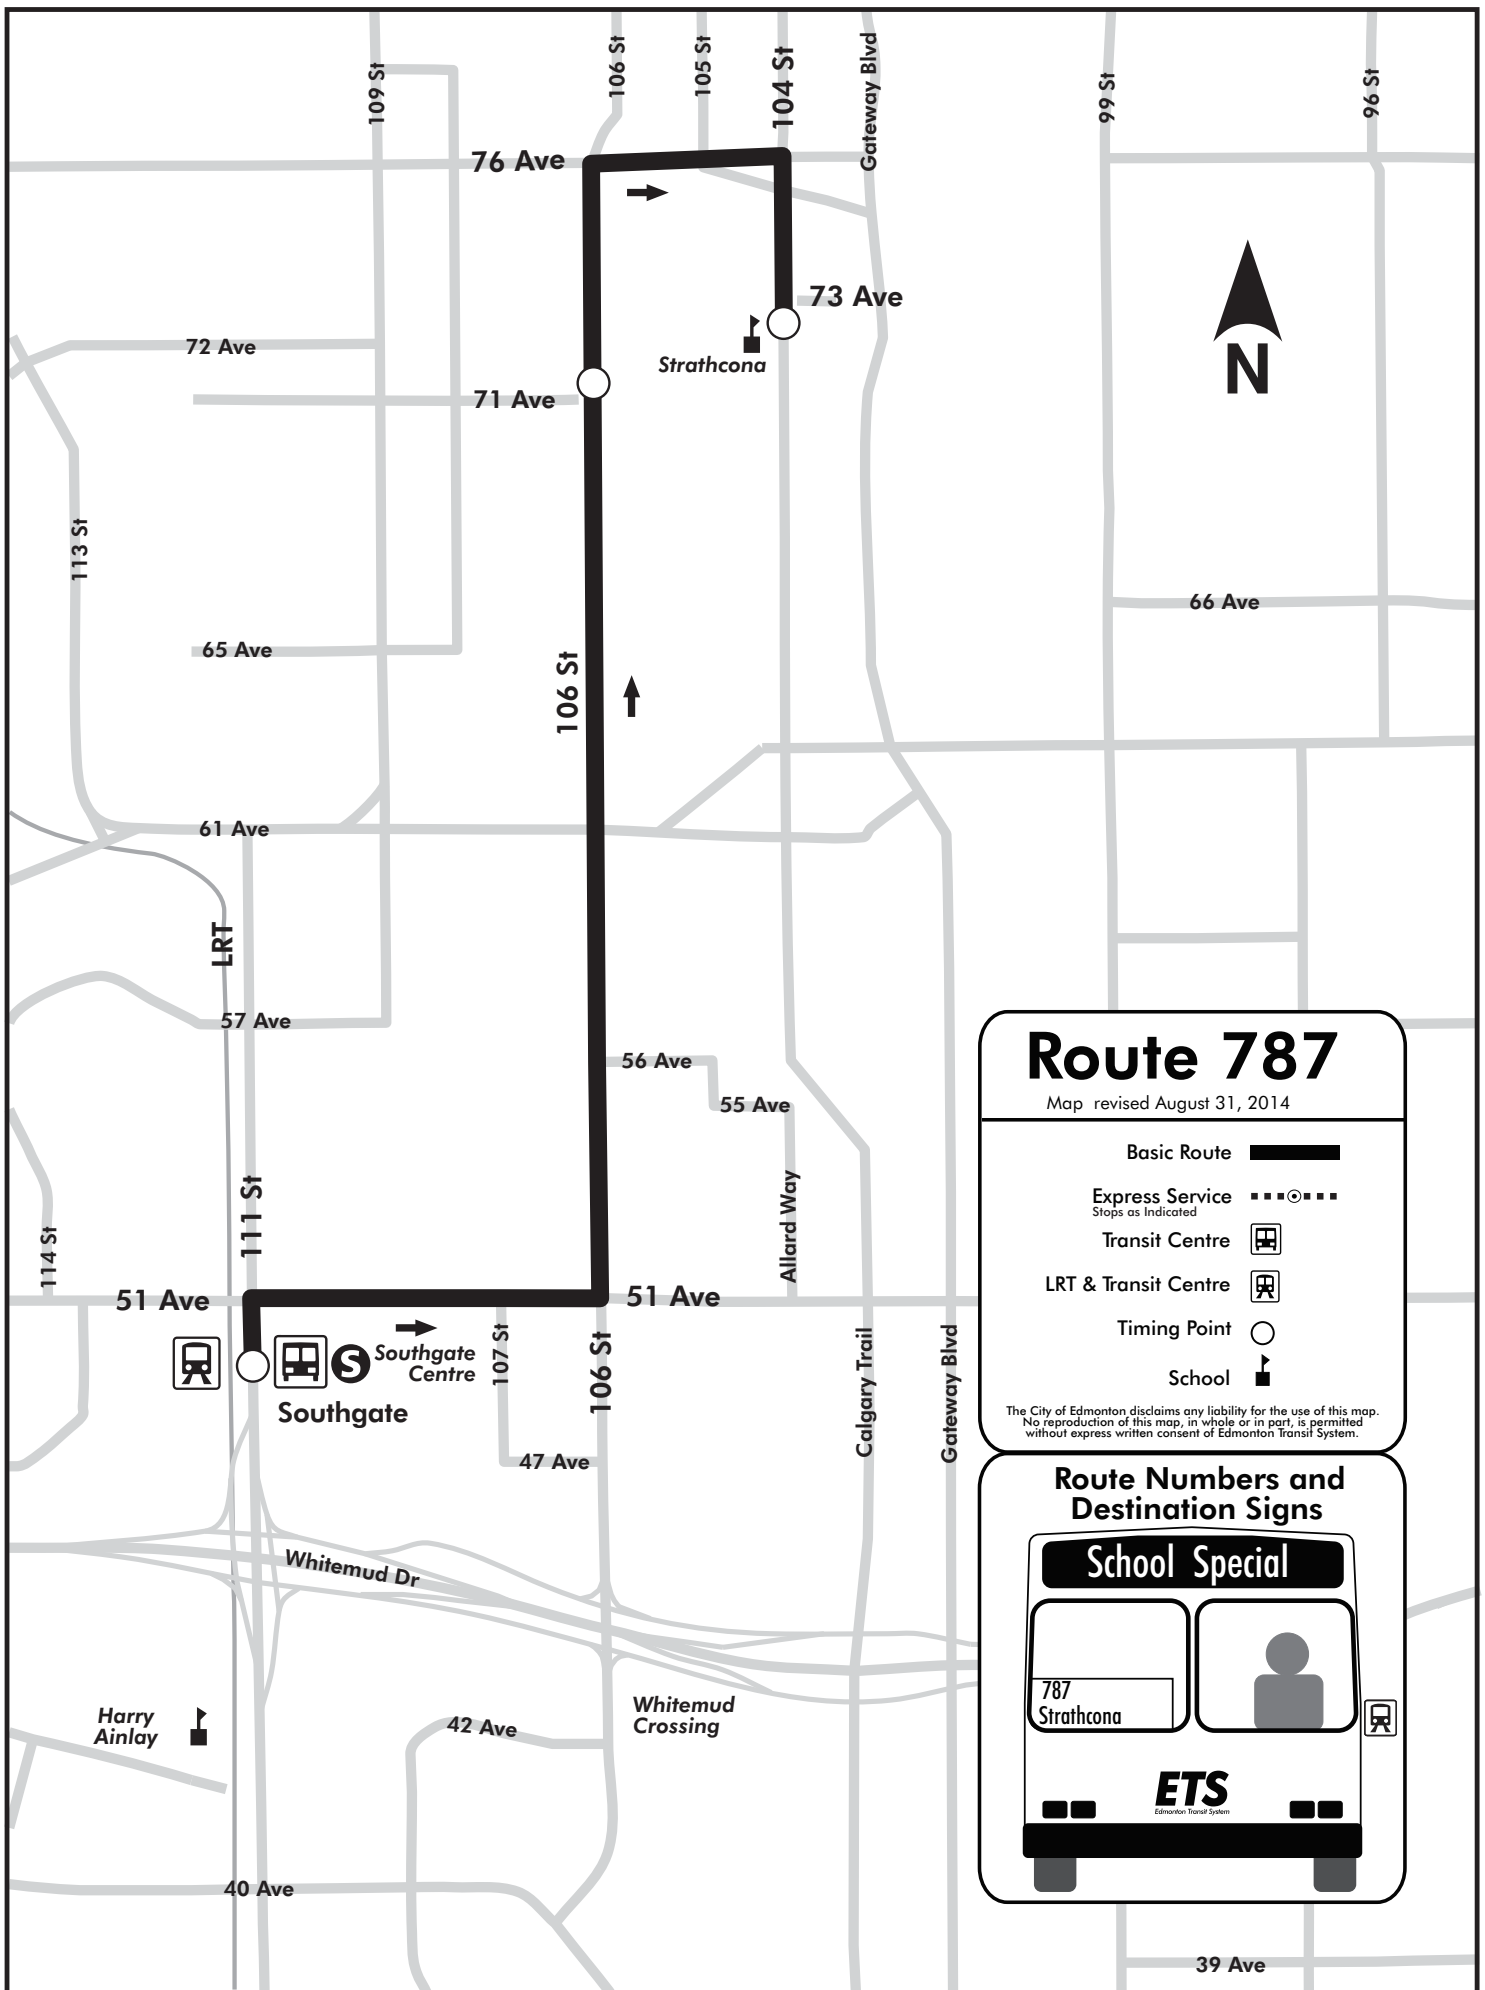 109 St
106 St
105 St
104 St
Gateway Blvd
99 St
96 St
76 Ave
73 Ave
N
72 Ave
Strathcona
71 Ave
113 St
66 Ave
65 Ave
106 St
61 Ave
LRT
57 Ave
56 Ave
55 Ave
111 St
114 St
Allard Way
51 Ave
51 Ave
S
Southgate
Centre
107 St
106 St
Calgary Trail
Gateway Blvd
Southgate
47 Ave
Whitemud Dr
Harry
Ainlay
42 Ave
Whitemud
Crossing
40 Ave
39 Ave
Route 787
Map revised August 31, 2014
Basic Route
Express Service
Stops as Indicated
Transit Centre
LRT & Transit Centre
Timing Point
School
The City of Edmonton disclaims any liability for the use of this map.
No reproduction of this map, in whole or in part, is permitted
without express written consent of Edmonton Transit System.
Route Numbers and
Destination Signs
School Special
787
Strathcona
ETS
Edmonton Transit System